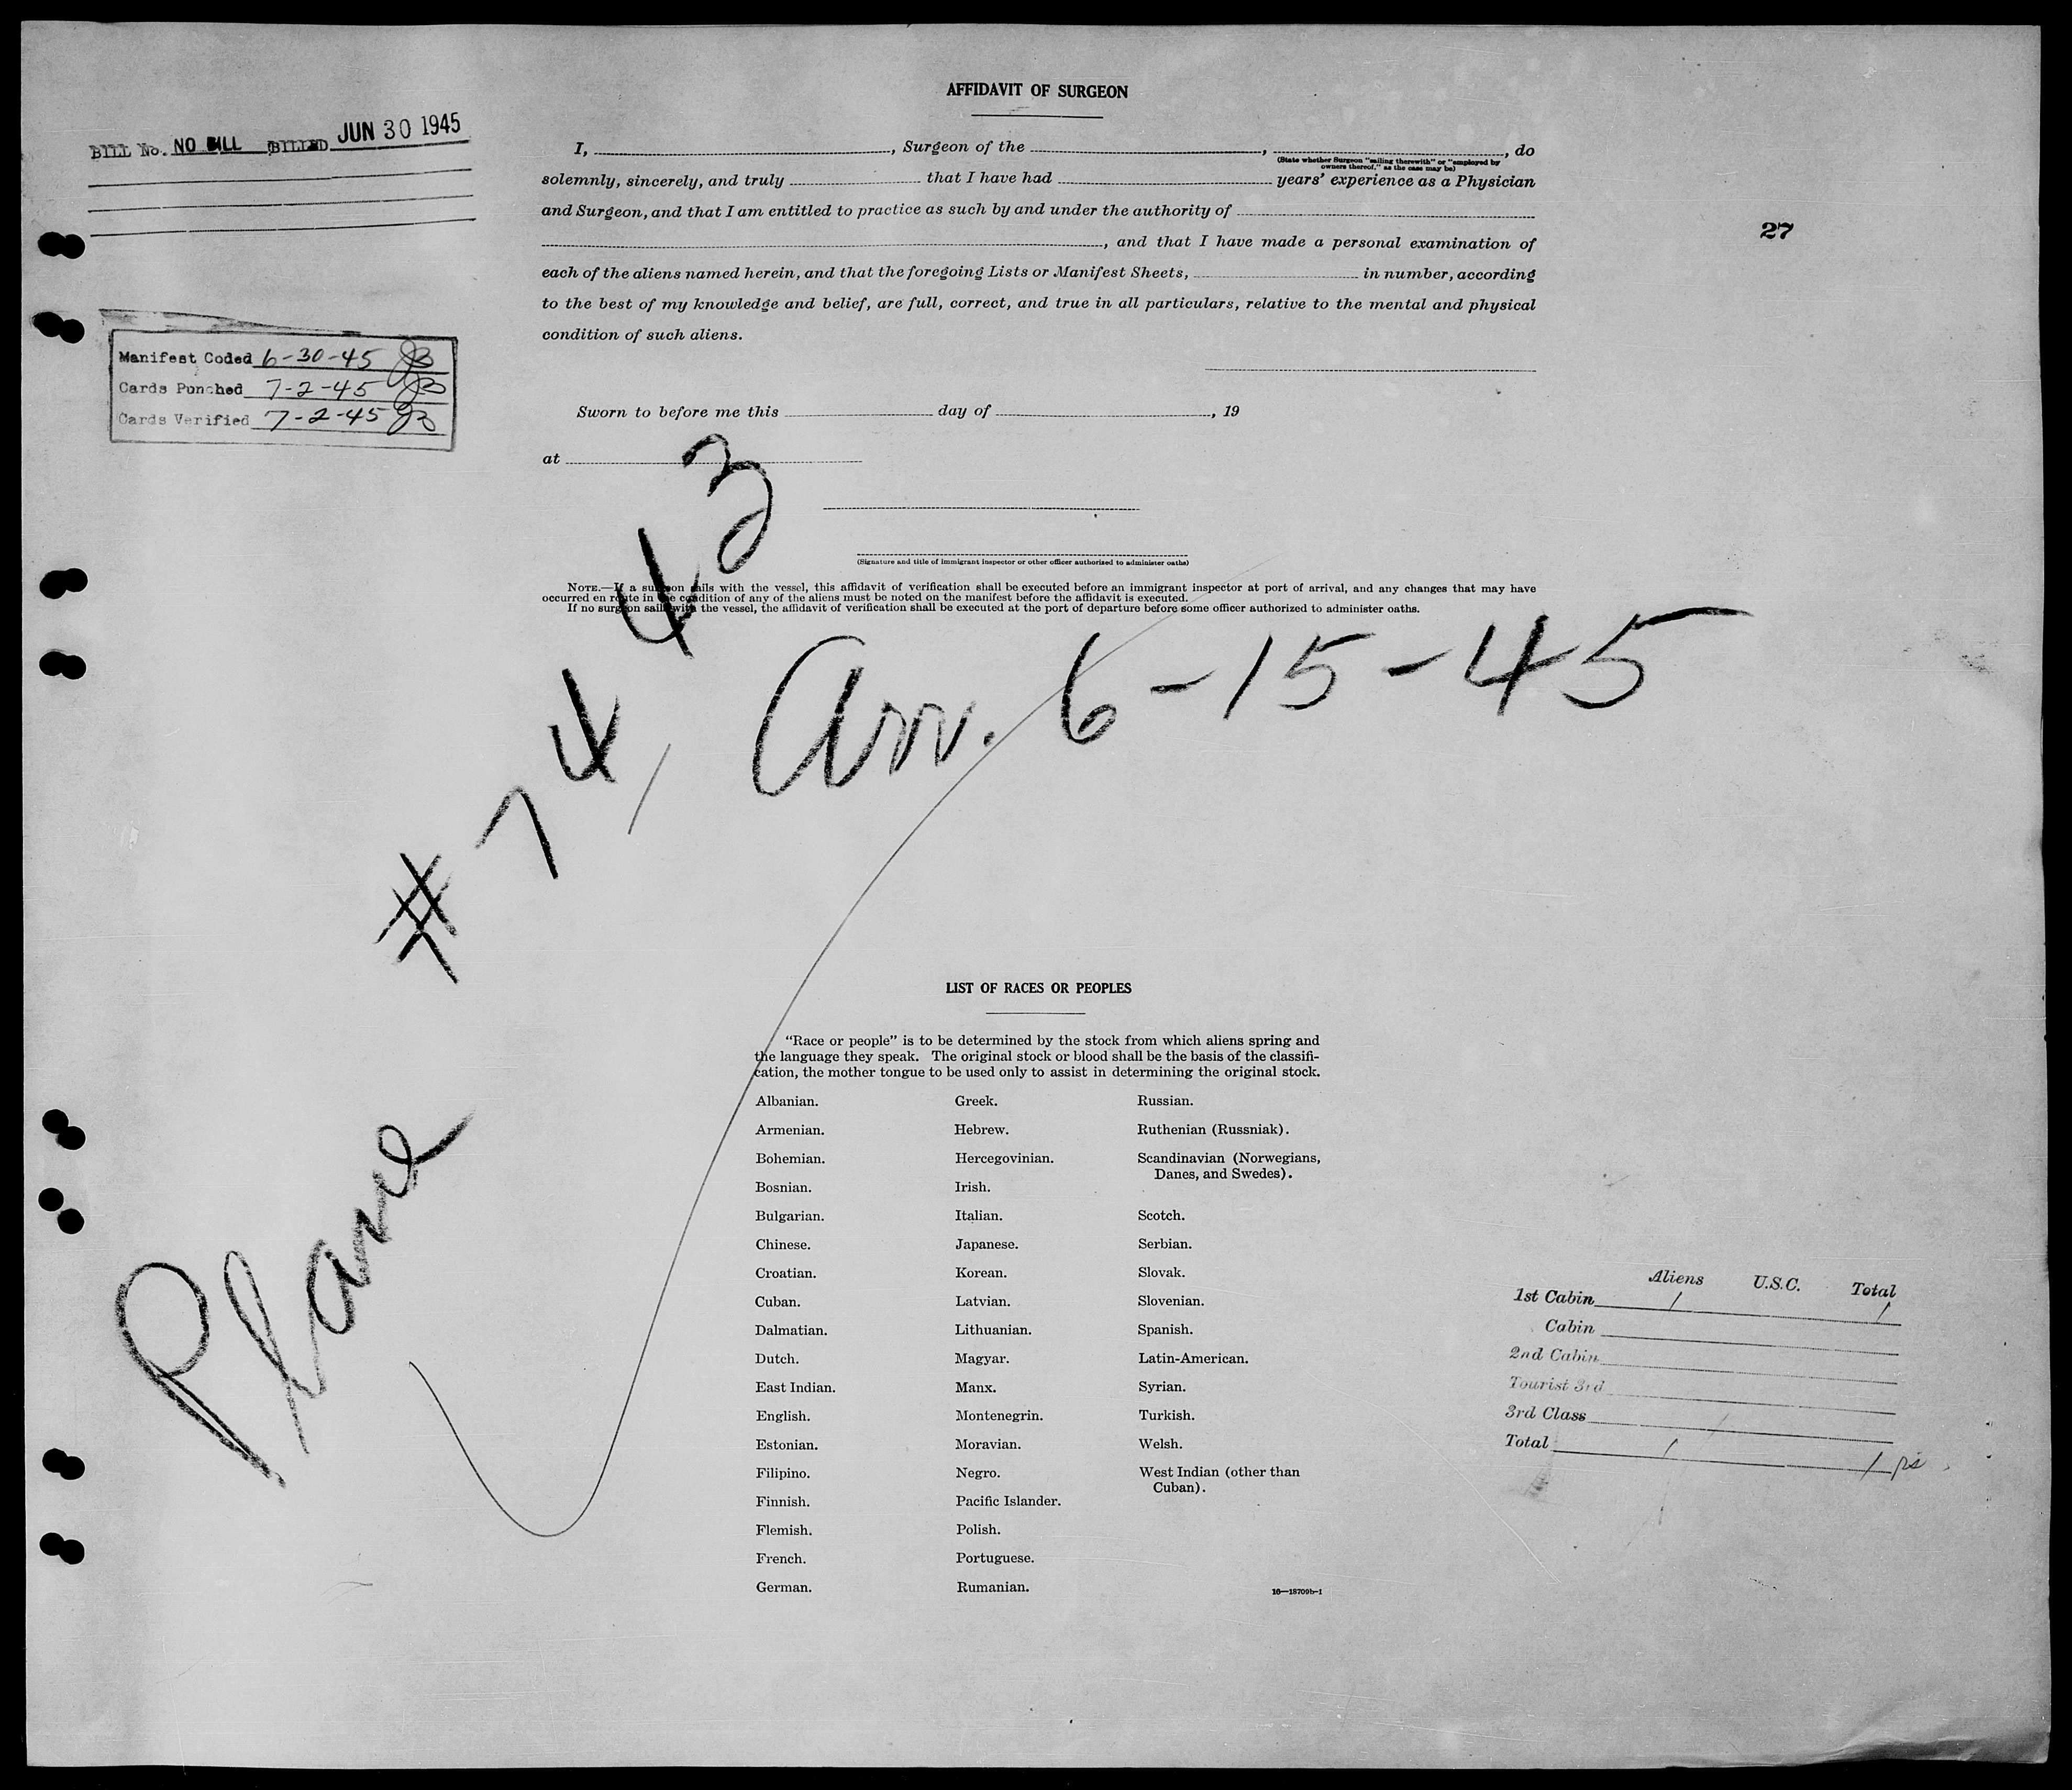 AFFIDAVIT OF SURGEON
BILL No. NO BILL BILLED JUN 30 1945
I, , Surgeon of the , , do
(State whether Surgeon "sailing therewith" or "employed by
owners thereof," as the case may be)
solemnly, sincerely, and truly that I have had years' experience as a Physician
and Surgeon, and that I am entitled to practice as such by and under the authority of
, and that I have made a personal examination of
27
each of the aliens named herein, and that the foregoing Lists or Manifest Sheets, in number, according
to the best of my knowledge and belief, are full, correct, and true in all particulars, relative to the mental and physical
condition of such aliens.
Manifest Coded 6-30-45
Cards Punched 7-2-45
Cards Verified 7-2-45
Sworn to before me this day of , 19
at
(Signature and title of immigrant inspector or other officer authorized to administer oaths)
NOTE.—If a surgeon sails with the vessel, this affidavit of verification shall be executed before an immigrant inspector at port of arrival, and any changes that may have
occurred en route in the condition of any of the aliens must be noted on the manifest before the affidavit is executed.
If no surgeon sails with the vessel, the affidavit of verification shall be executed at the port of departure before some officer authorized to administer oaths.
Plane # 74,43
Arr. 6-15-45
LIST OF RACES OR PEOPLES
"Race or people" is to be determined by the stock from which aliens spring and
the language they speak. The original stock or blood shall be the basis of the classifi-
cation, the mother tongue to be used only to assist in determining the original stock.
Albanian.
Armenian.
Bohemian.
Bosnian.
Bulgarian.
Chinese.
Croatian.
Cuban.
Dalmatian.
Dutch.
East Indian.
English.
Estonian.
Filipino.
Finnish.
Flemish.
French.
German.
Greek.
Hebrew.
Hercegovinian.
Irish.
Italian.
Japanese.
Korean.
Latvian.
Lithuanian.
Magyar.
Manx.
Montenegrin.
Moravian.
Negro.
Pacific Islander.
Polish.
Portuguese.
Rumanian.
Russian.
Ruthenian (Russniak).
Scandinavian (Norwegians,
Danes, and Swedes).
Scotch.
Serbian.
Slovak.
Slovenian.
Spanish.
Latin-American.
Syrian.
Turkish.
Welsh.
West Indian (other than
Cuban).
16—18709b-1
Aliens U.S.C. Total
1st Cabin 1 1
Cabin
2nd Cabin
Tourist 3rd
3rd Class
Total 1 1